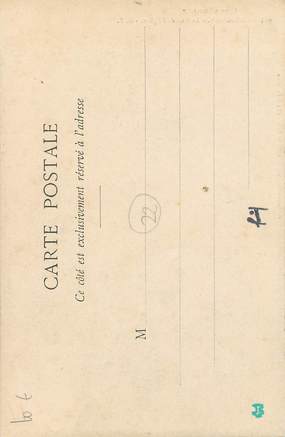 CARTE POSTALE
Ce côté est exclusivement réservé à l'adresse
M
22